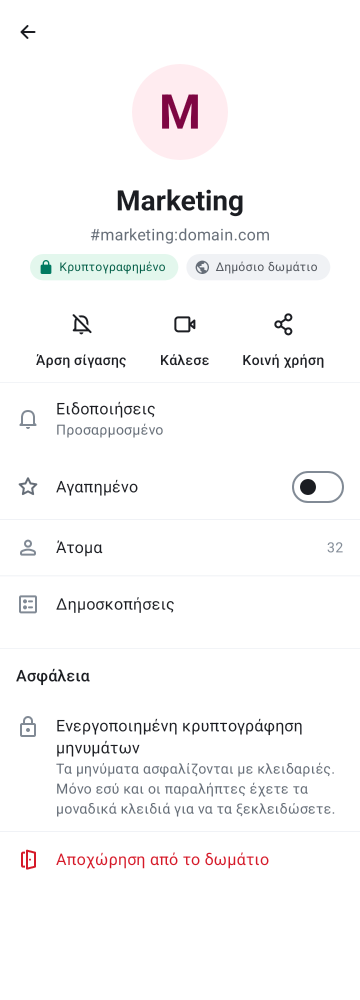 M
Marketing
#marketing:domain.com
Κρυπτογραφημένο
Δημόσιο δωμάτιο
Άρση σίγασης
Κάλεσε
Κοινή χρήση
Ειδοποιήσεις
Προσαρμοσμένο
Αγαπημένο
Άτομα
32
Δημοσκοπήσεις
Ασφάλεια
Ενεργοποιημένη κρυπτογράφηση
μηνυμάτων
Τα μηνύματα ασφαλίζονται με κλειδαριές.
Μόνο εσύ και οι παραλήπτες έχετε τα
μοναδικά κλειδιά για να τα ξεκλειδώσετε.
Αποχώρηση από το δωμάτιο